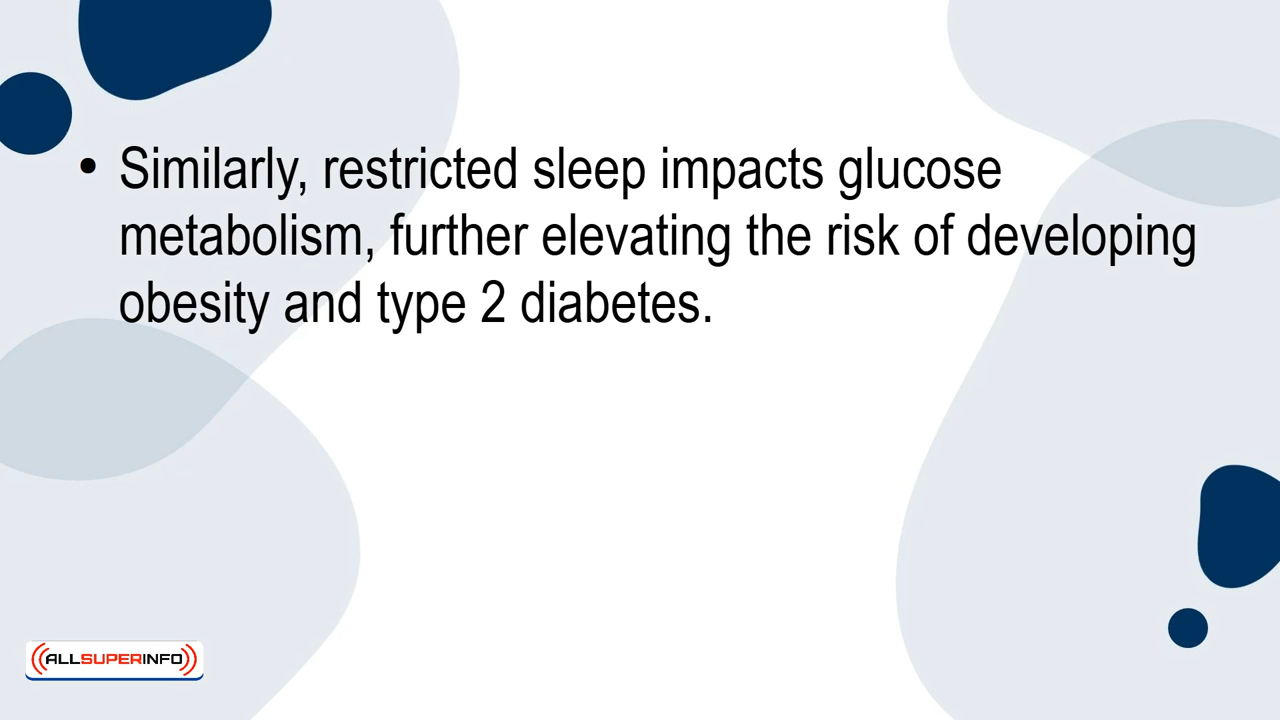 • Similarly, restricted sleep impacts glucose
metabolism, further elevating the risk of developing
obesity and type 2 diabetes.
ALLSUPERINFO